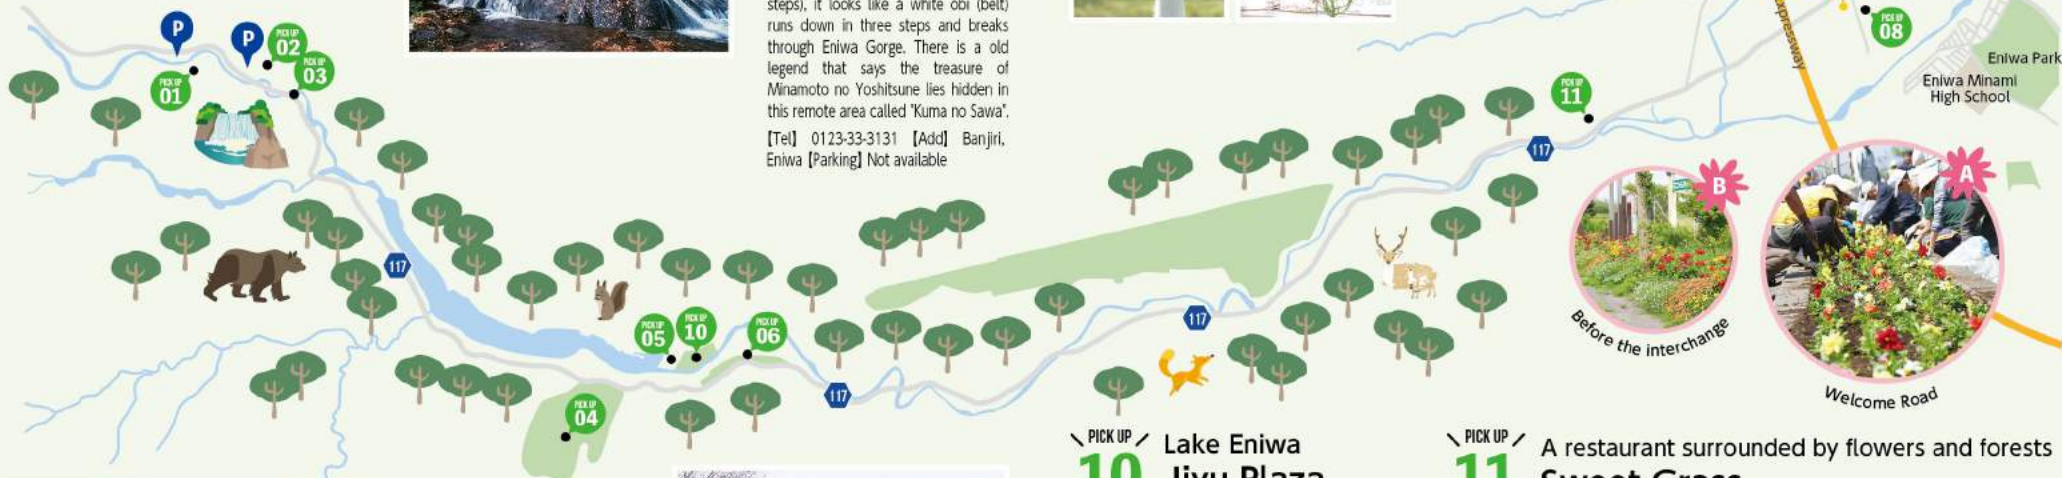 steps), it looks like a white obi (belt)
runs down in three steps and breaks
through Eniwa Gorge. There is a old
legend that says the treasure of
Minamoto no Yoshitsune lies hidden in
this remote area called "Kuma no Sawa".
【Tel】 0123-33-3131 【Add】 Banjiri,
Eniwa【Parking】Not available
P
P
PICK UP
01
PICK UP
02
PICK UP
03
117
PICK UP
04
PICK UP
05
PICK UP
10
PICK UP
06
117
117
117
PICK UP
11
xpressway
PICK UP
08
Eniwa Park
Eniwa Minami
High School
B
Before the interchange
A
Welcome Road
PICK UP
10
Lake Eniwa
Jiyu Plaza
PICK UP
11
A restaurant surrounded by flowers and forests
Sweet Grass